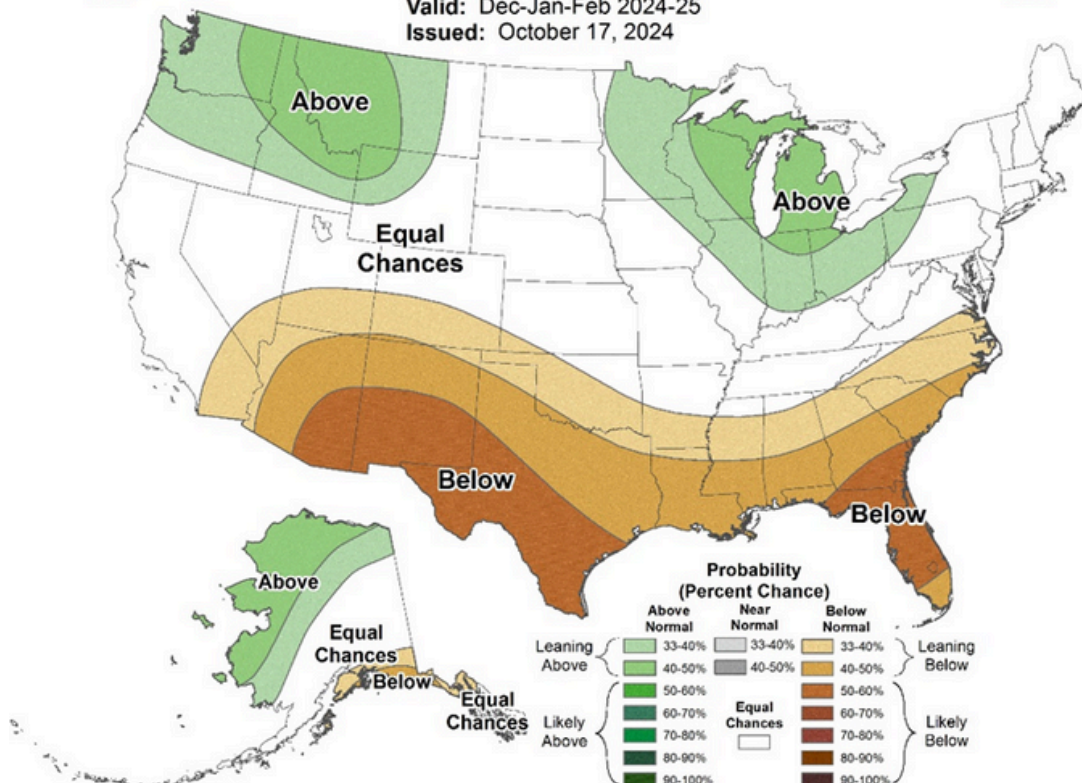 Valid: Dec-Jan-Feb 2024-25
Issued: October 17, 2024
Above
Above
Equal
Chances
Below
Below
Above
Equal
Chances
Below
Equal
Chances
Probability
(Percent Chance)
Above
Normal
Near
Normal
Below
Normal
Leaning
Above
33-40%
33-40%
33-40%
Leaning
Below
40-50%
40-50%
40-50%
50-60%
50-60%
60-70%
60-70%
Likely
Above
Equal
Chances
Likely
Below
70-80%
70-80%
80-90%
80-90%
90-100%
90-100%